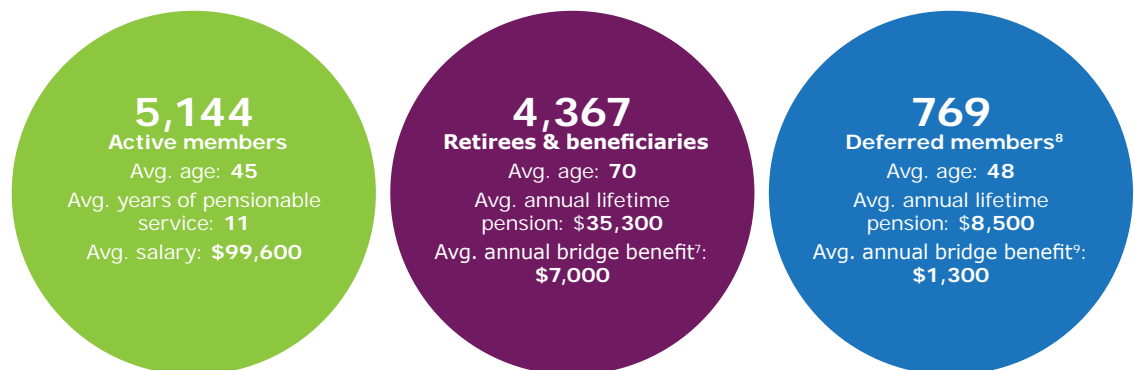 5,144
Active members
Avg. age: 45
Avg. years of pensionable
service: 11
Avg. salary: $99,600
4,367
Retirees & beneficiaries
Avg. age: 70
Avg. annual lifetime
pension: $35,300
Avg. annual bridge benefit⁷:
$7,000
769
Deferred members⁸
Avg. age: 48
Avg. annual lifetime
pension: $8,500
Avg. annual bridge benefit⁹:
$1,300